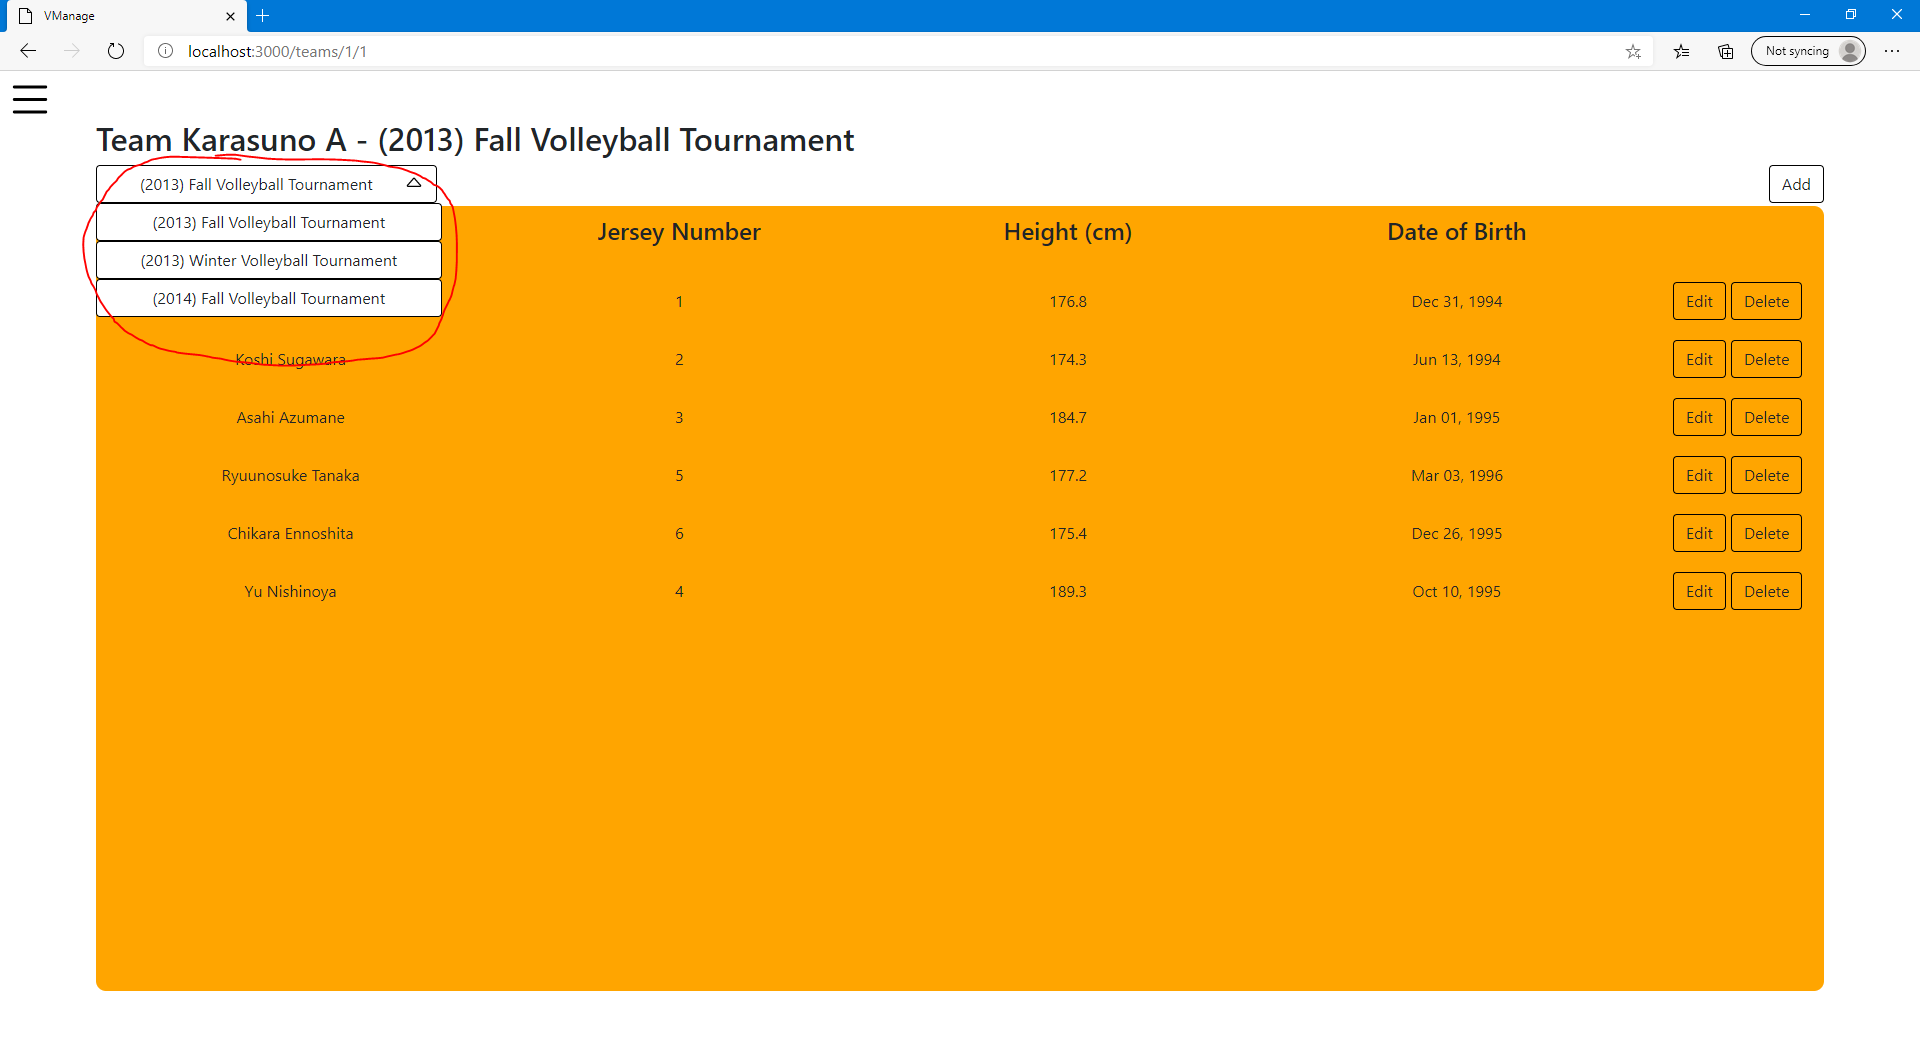 VManage
localhost:3000/teams/1/1
Not syncing
Team Karasuno A - (2013) Fall Volleyball Tournament
(2013) Fall Volleyball Tournament
Add
(2013) Fall Volleyball Tournament
(2013) Winter Volleyball Tournament
(2014) Fall Volleyball Tournament
Jersey Number Height (cm) Date of Birth
1 176.8 Dec 31, 1994 Edit Delete
Koshi Sugawara 2 174.3 Jun 13, 1994 Edit Delete
Asahi Azumane 3 184.7 Jan 01, 1995 Edit Delete
Ryuunosuke Tanaka 5 177.2 Mar 03, 1996 Edit Delete
Chikara Ennoshita 6 175.4 Dec 26, 1995 Edit Delete
Yu Nishinoya 4 189.3 Oct 10, 1995 Edit Delete